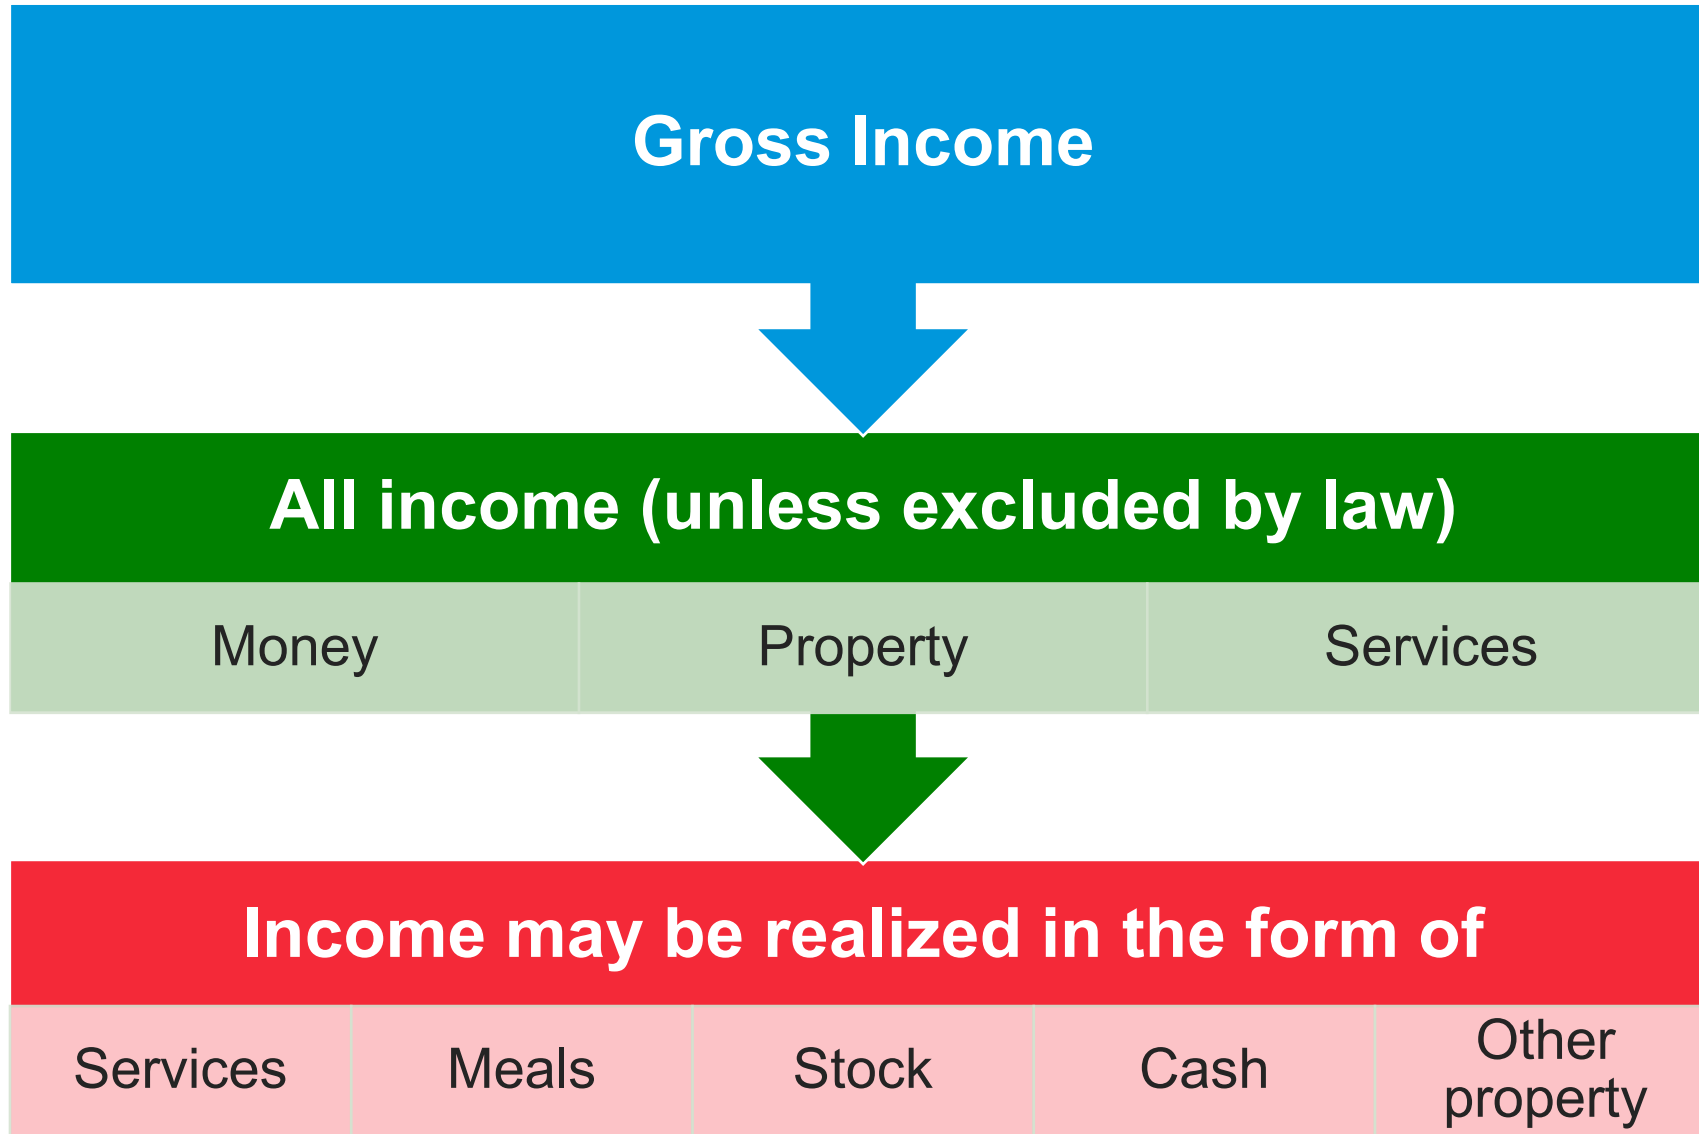 Gross Income
All income (unless excluded by law)
Money
Property
Services
Income may be realized in the form of
Services
Meals
Stock
Cash
Other
property